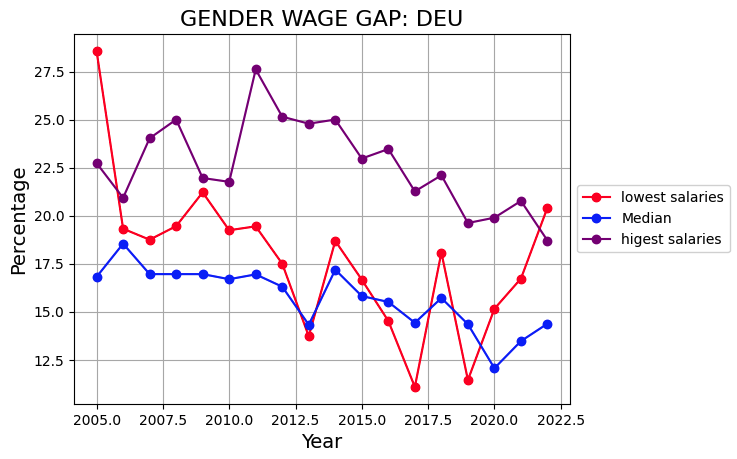 GENDER WAGE GAP: DEU
27.5
25.0
22.5
20.0
17.5
15.0
12.5
Percentage
2005.0 2007.5 2010.0 2012.5 2015.0 2017.5 2020.0 2022.5
Year
lowest salaries
Median
higest salaries